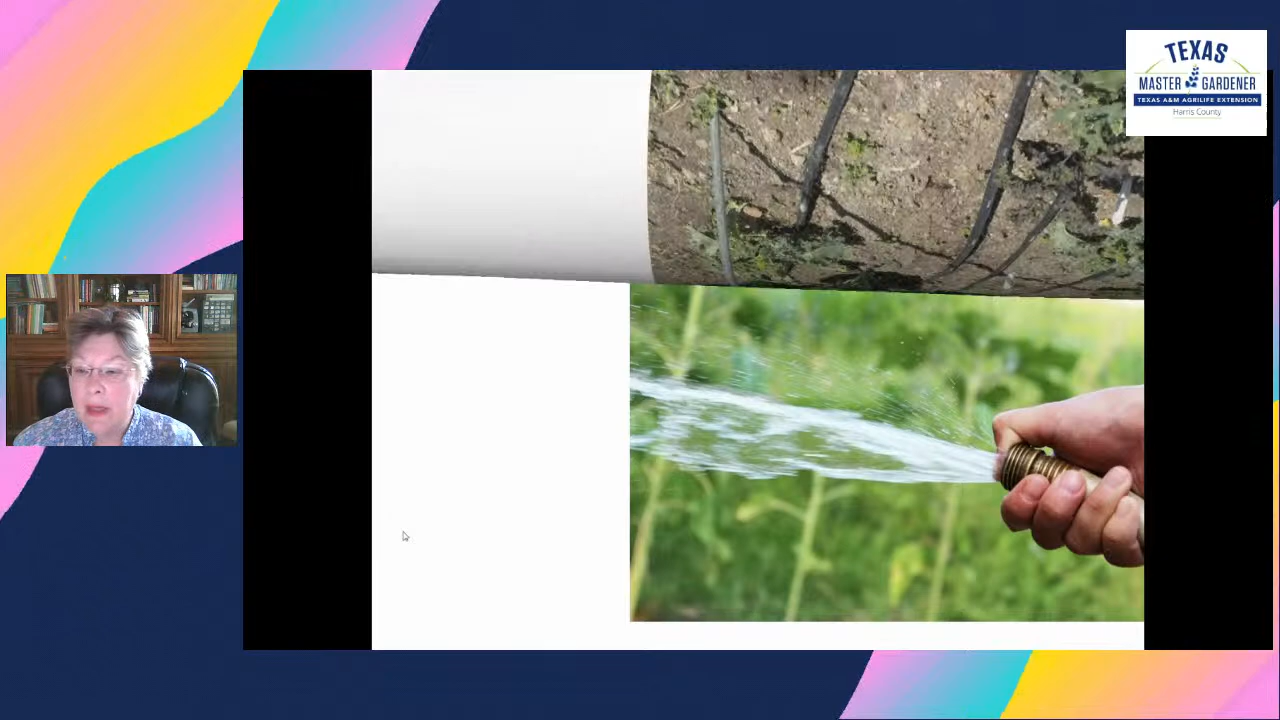 TEXAS
MASTER GARDENER
TEXAS A&M AGRILIFE EXTENSION
Harris County